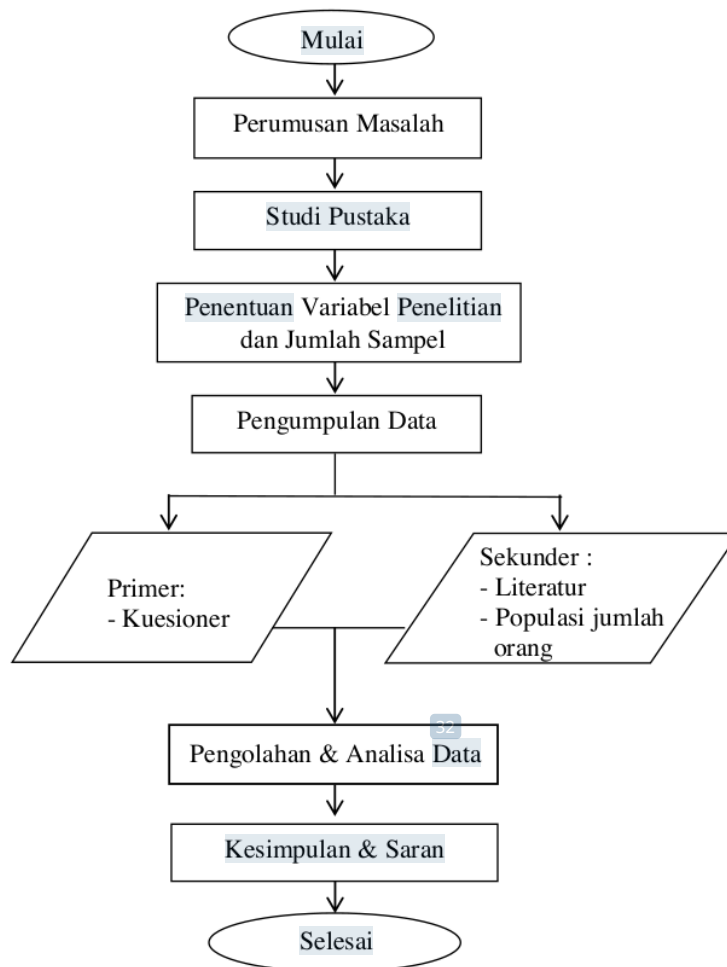 Mulai
Perumusan Masalah
Studi Pustaka
Penentuan Variabel Penelitian
dan Jumlah Sampel
Pengumpulan Data
Primer:
- Kuesioner
Sekunder :
- Literatur
- Populasi jumlah
orang
32
Pengolahan & Analisa Data
Kesimpulan & Saran
Selesai